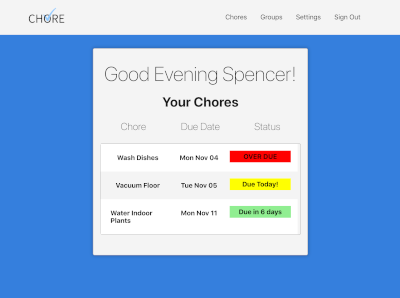 CHORE
Chores Groups Settings Sign Out
Good Evening Spencer!
Your Chores
Chore Due Date Status
Wash Dishes Mon Nov 04 OVER DUE
Vacuum Floor Tue Nov 05 Due Today!
Water Indoor Mon Nov 11 Due in 6 days
Plants